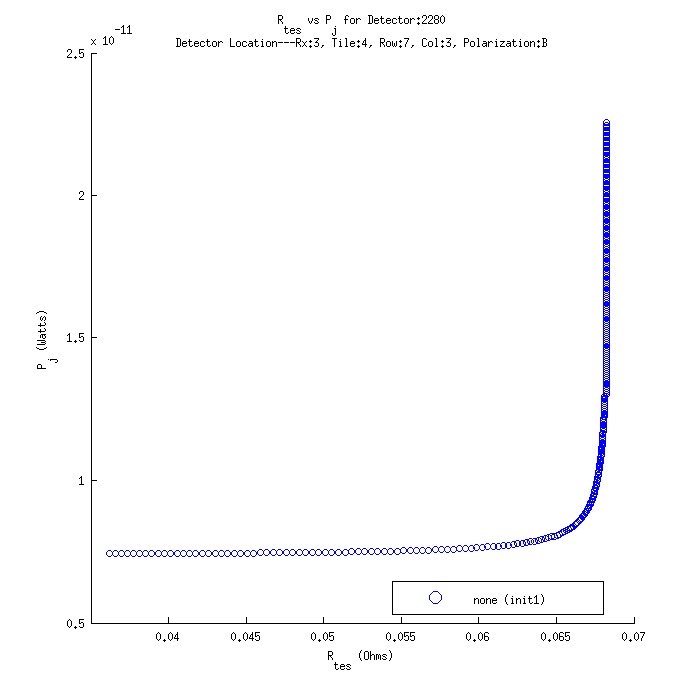 R_tes vs P_j for Detector:2280
Detector Location---Rx:3, Tile:4, Row:7, Col:3, Polarization:B
x 10^-11
2.5
2
1.5
1
0.5
P_j (Watts)
none (init1)
0.04 0.045 0.05 0.055 0.06 0.065 0.07
R_tes (Ohms)